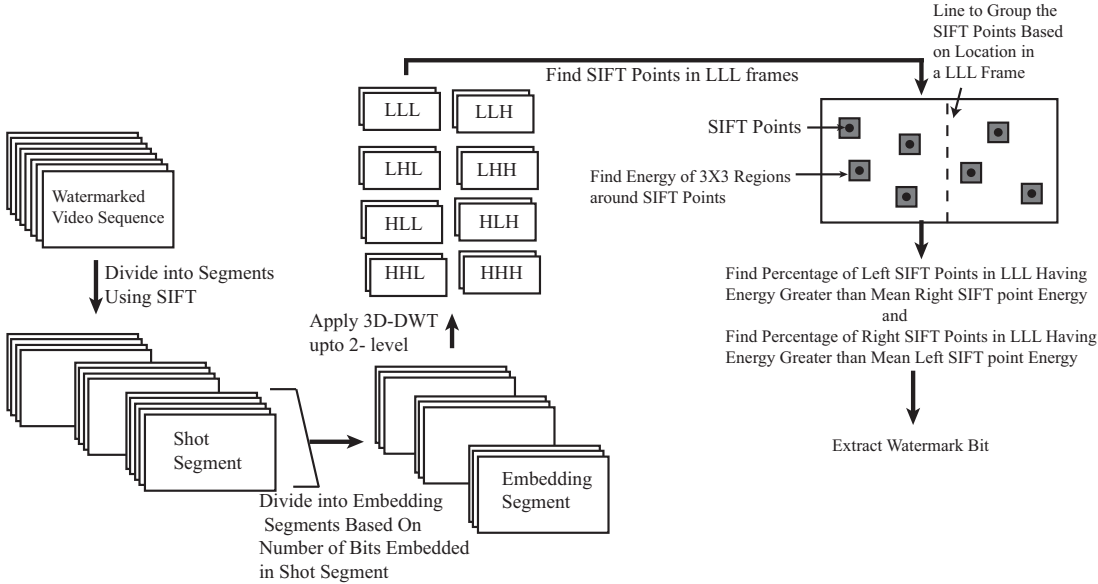 Watermarked
Video Sequence
Divide into Segments
Using SIFT
Shot
Segment
Divide into Embedding
Segments Based On
Number of Bits Embedded
in Shot Segment
Embedding
Segment
Apply 3D-DWT
upto 2- level
LLL
LLH
LHL
LHH
HLL
HLH
HHL
HHH
Find SIFT Points in LLL frames
Line to Group the
SIFT Points Based
on Location in
a LLL Frame
SIFT Points
Find Energy of 3X3 Regions
around SIFT Points
Find Percentage of Left SIFT Points in LLL Having
Energy Greater than Mean Right SIFT point Energy
and
Find Percentage of Right SIFT Points in LLL Having
Energy Greater than Mean Left SIFT point Energy
Extract Watermark Bit